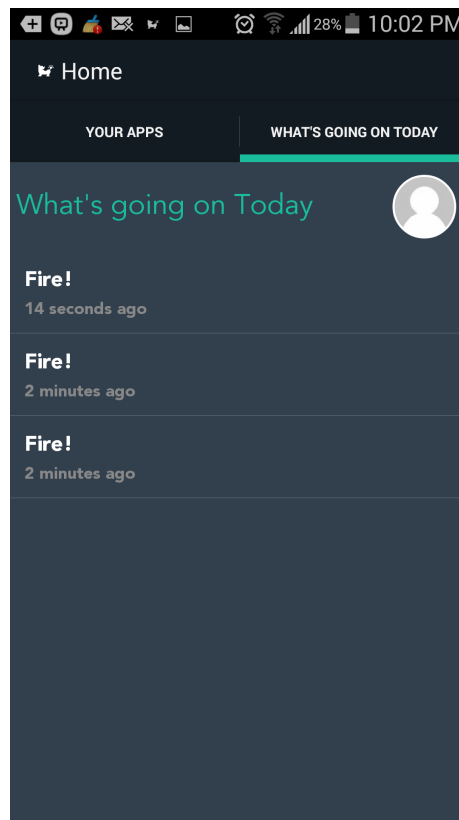 28% 10:02 PM
Home
YOUR APPS WHAT'S GOING ON TODAY
What's going on Today
Fire!
14 seconds ago
Fire!
2 minutes ago
Fire!
2 minutes ago